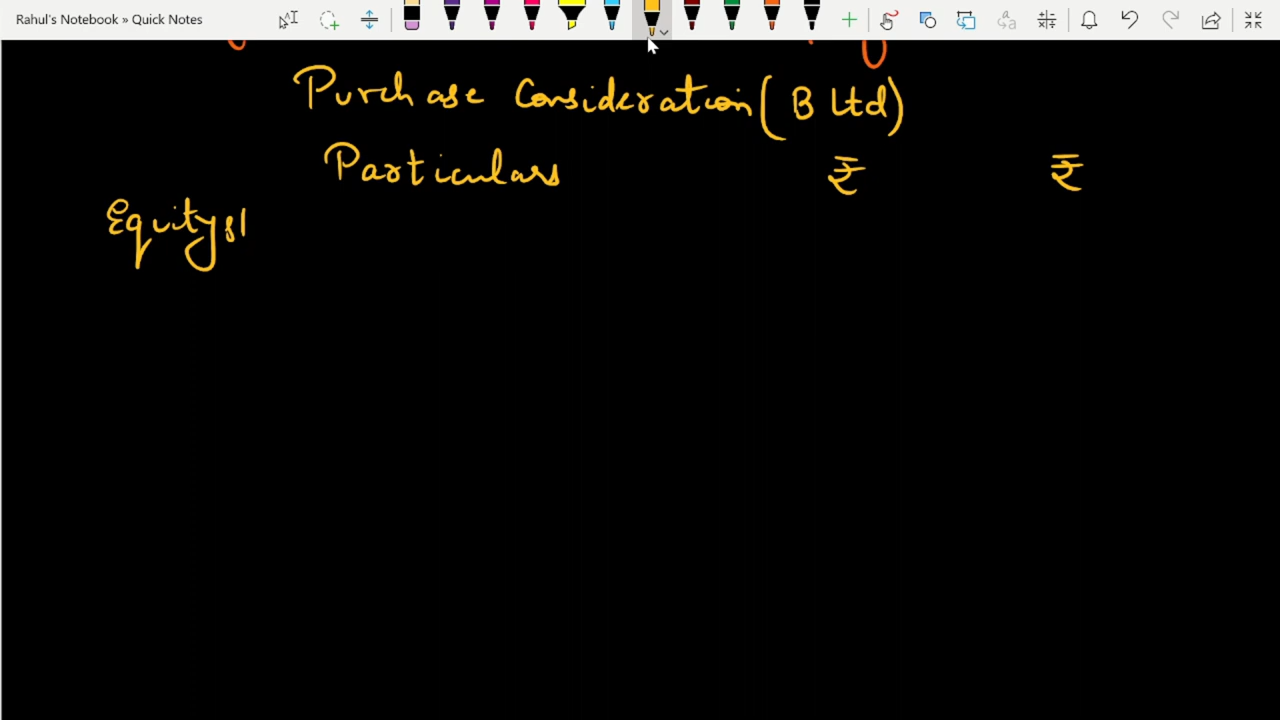 Rahul's Notebook » Quick Notes
Purchase Consideration (B Ltd)
Particulars ₹ ₹
Equity sh